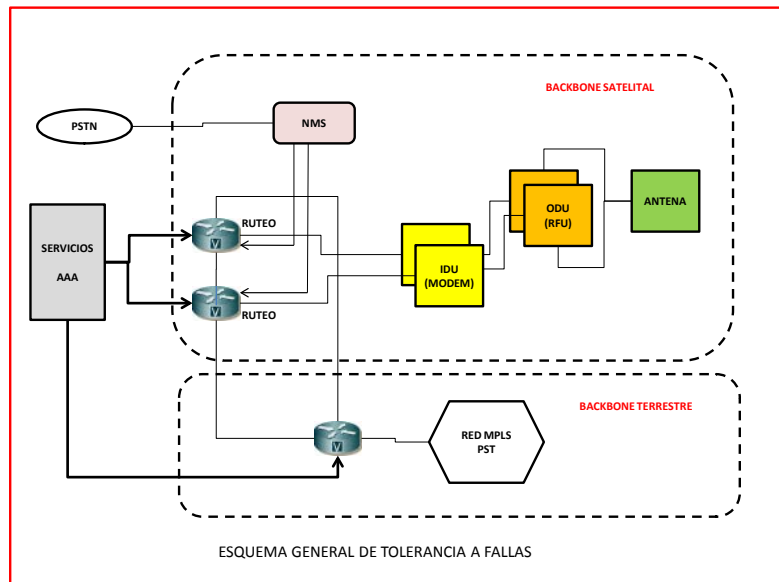 BACKBONE SATELITAL
PSTN
NMS
SERVICIOS
AAA
RUTEO
V
RUTEO
V
IDU
(MODEM)
ODU
(RFU)
ANTENA
BACKBONE TERRESTRE
V
RED MPLS
PST
ESQUEMA GENERAL DE TOLERANCIA A FALLAS